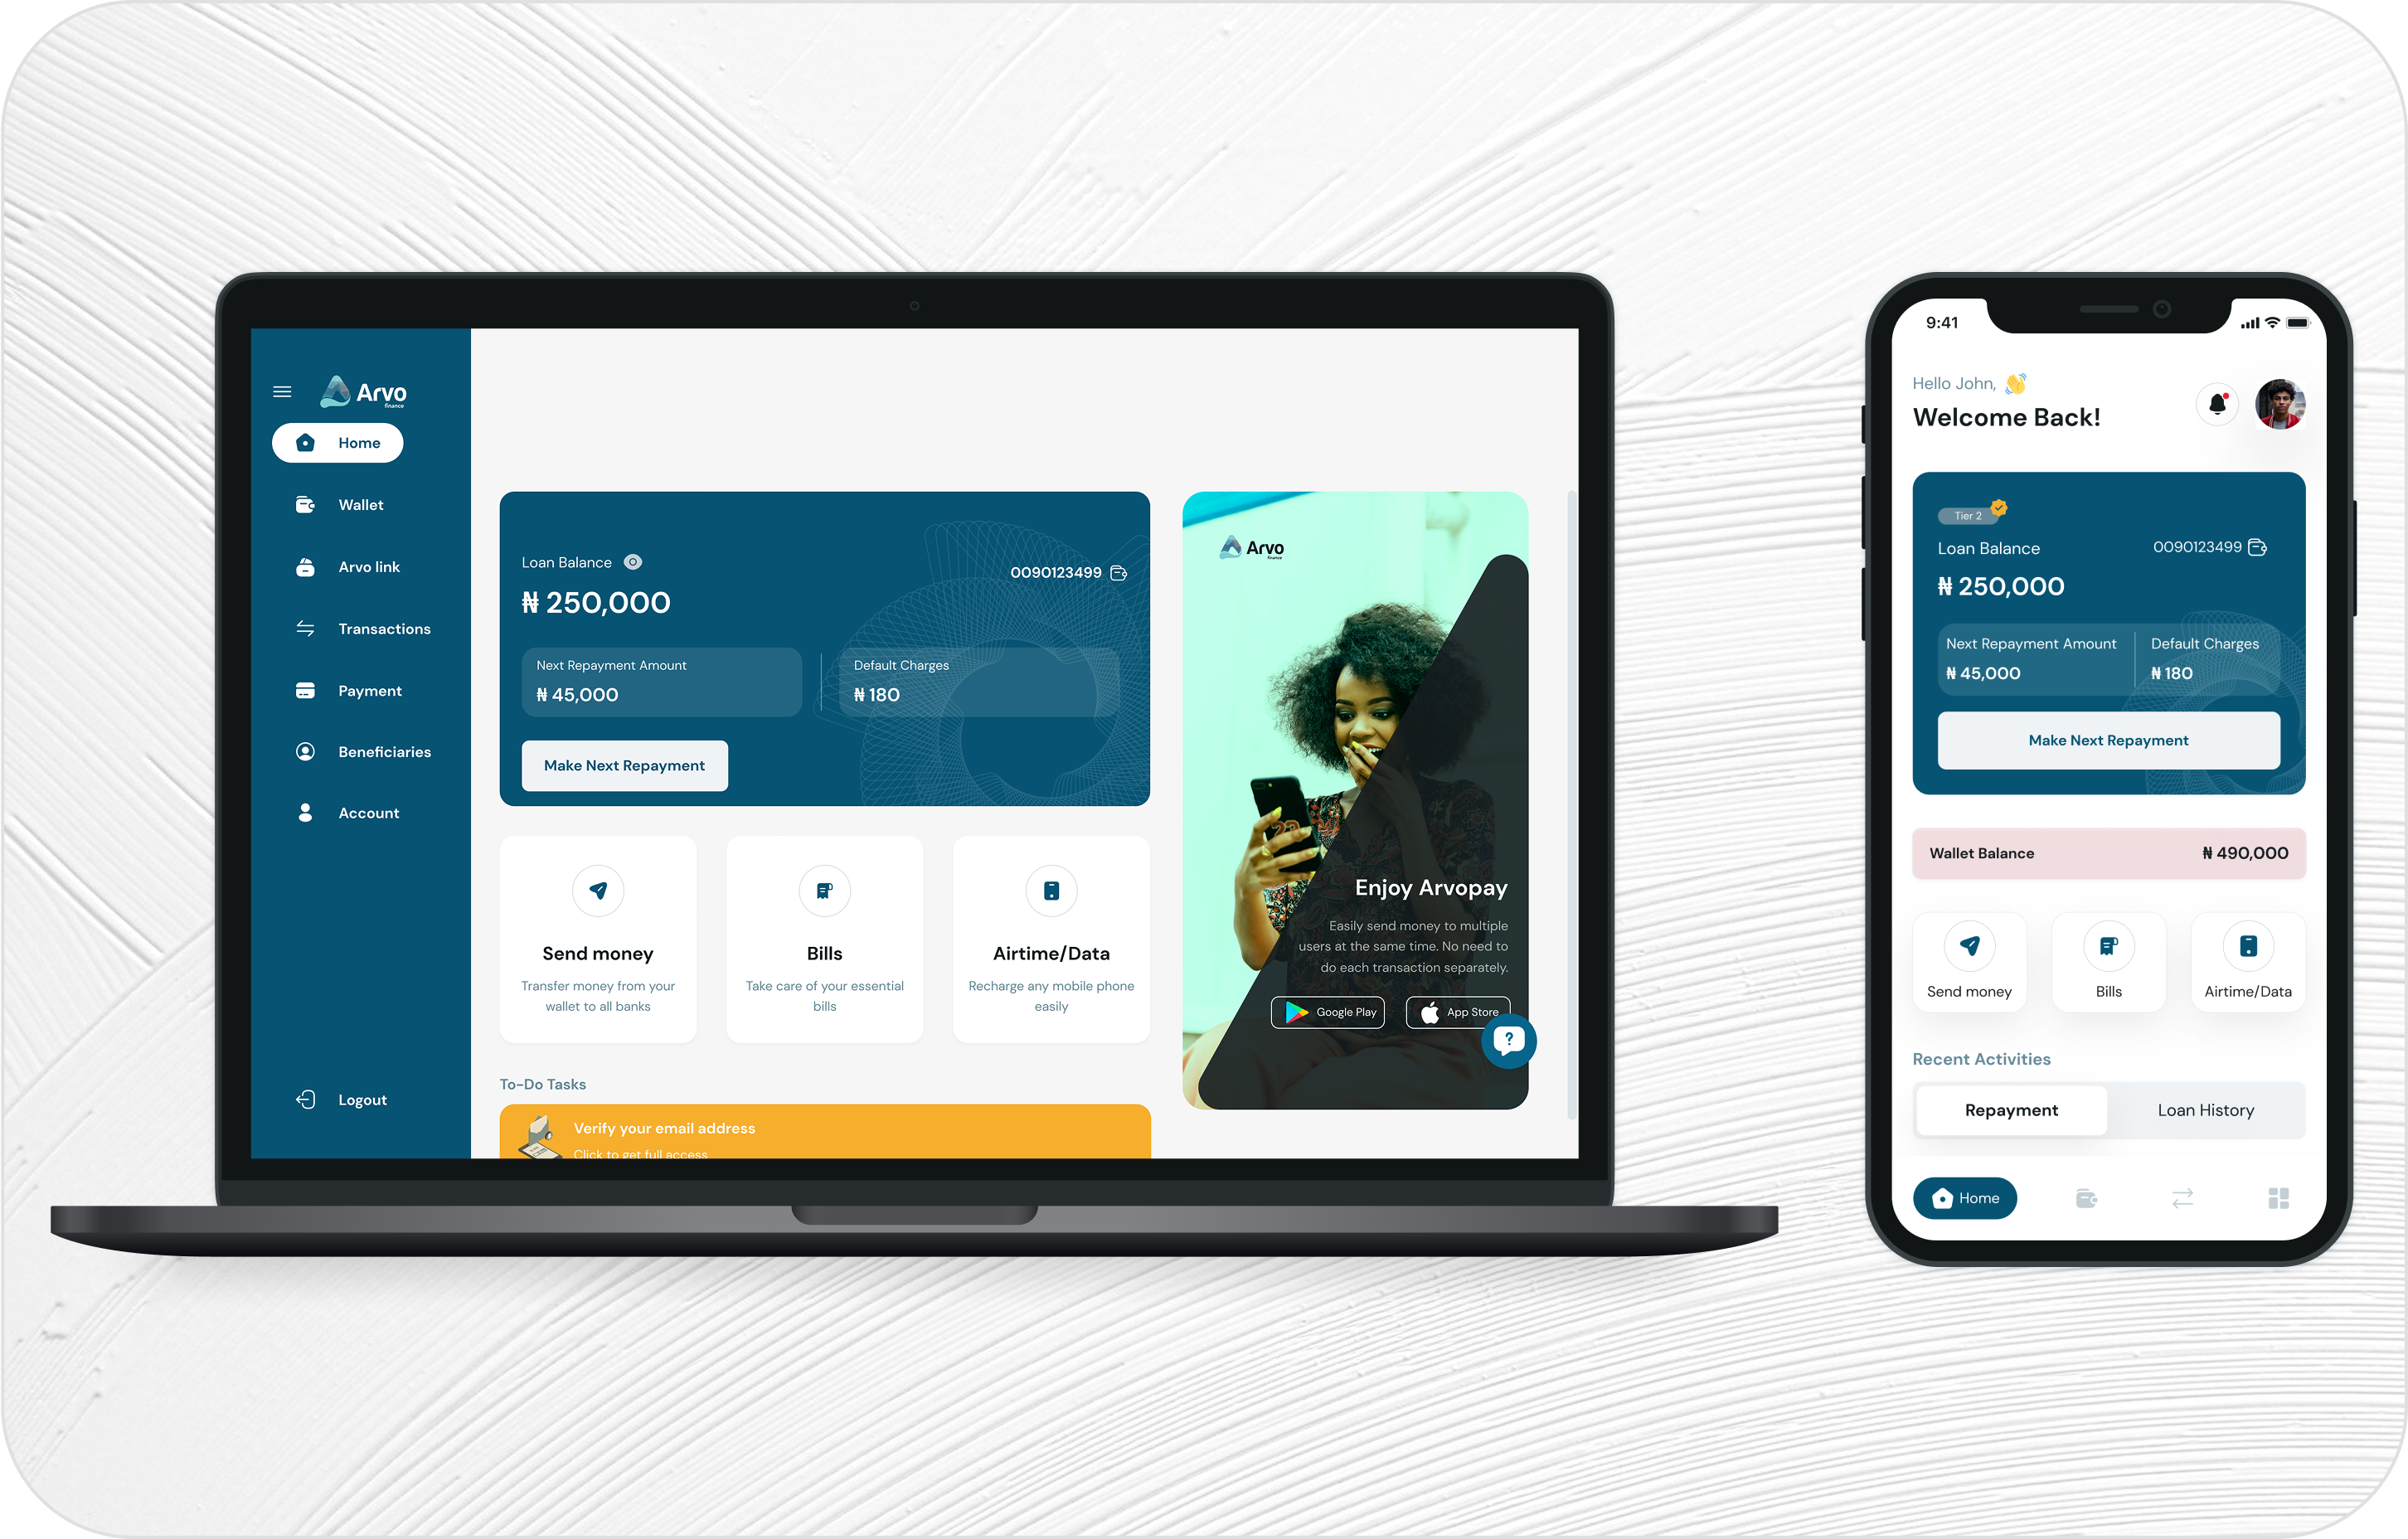 Arvo
finance
Home
Wallet
Arvo link
Transactions
Payment
Beneficiaries
Account
Logout
Loan Balance
0090123499
₦ 250,000
Next Repayment Amount
₦ 45,000
Default Charges
₦ 180
Make Next Repayment
Send money
Transfer money from your
wallet to all banks
Bills
Take care of your essential
bills
Airtime/Data
Recharge any mobile phone
easily
To-Do Tasks
Verify your email address
Click to get full access
Arvo
finance
Enjoy Arvopay
Easily send money to multiple
users at the same time. No need to
do each transaction separately.
Google Play
App Store
?
9:41
Hello John,
Welcome Back!
Tier 2
Loan Balance
0090123499
₦ 250,000
Next Repayment Amount
₦ 45,000
Default Charges
₦ 180
Make Next Repayment
Wallet Balance
₦ 490,000
Send money
Bills
Airtime/Data
Recent Activities
Repayment
Loan History
Home